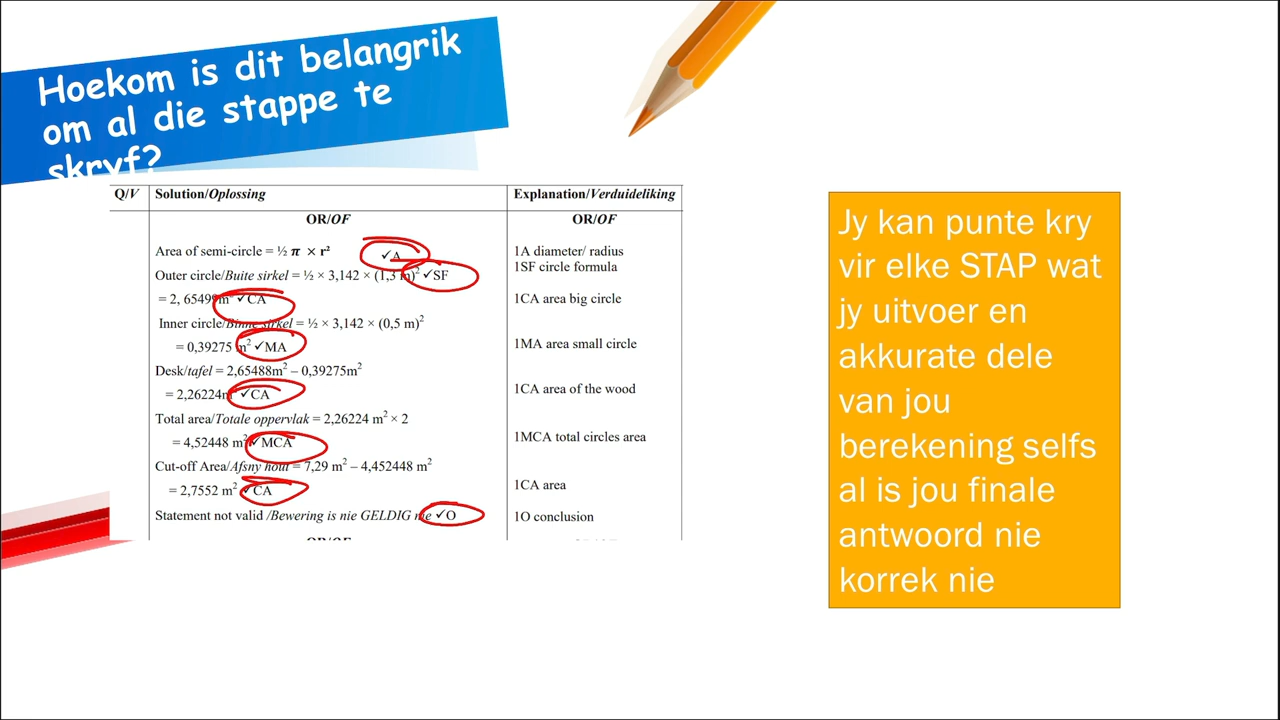 Hoekom is dit belangrik
om al die stappe te
skryf?
Q/V Solution/Oplossing Explanation/Verduideliking
OR/OF OR/OF
Area of semi-circle = ½ π × r² ✓A 1A diameter/ radius
1SF circle formula
Outer circle/Buite sirkel = ½ × 3,142 × (1,3 m)² ✓SF
= 2, 65499m² ✓CA 1CA area big circle
Inner circle/Binne sirkel = ½ × 3,142 × (0,5 m)²
= 0,39275 m² ✓MA 1MA area small circle
Desk/tafel = 2,65488m² – 0,39275m²
= 2,26224m² ✓CA 1CA area of the wood
Total area/Totale oppervlak = 2,26224 m² × 2
= 4,52448 m² ✓MCA 1MCA total circles area
Cut-off Area/Afsny hout = 7,29 m² – 4,452448 m²
= 2,7552 m² ✓CA 1CA area
Statement not valid /Bewering is nie GELDIG nie ✓O 1O conclusion
Jy kan punte kry
vir elke STAP wat
jy uitvoer en
akkurate dele
van jou
berekening selfs
al is jou finale
antwoord nie
korrek nie